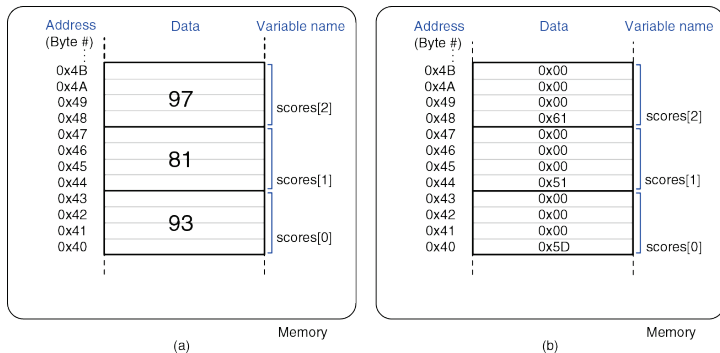 Address Data Variable name
(Byte #)
0x4B
0x4A
0x49 97
0x48 scores[2]
0x47
0x46
0x45 81
0x44 scores[1]
0x43
0x42
0x41 93
0x40 scores[0]
Memory
(a)
Address Data Variable name
(Byte #)
0x4B 0x00
0x4A 0x00
0x49 0x00
0x48 0x61 scores[2]
0x47 0x00
0x46 0x00
0x45 0x00
0x44 0x51 scores[1]
0x43 0x00
0x42 0x00
0x41 0x00
0x40 0x5D scores[0]
Memory
(b)